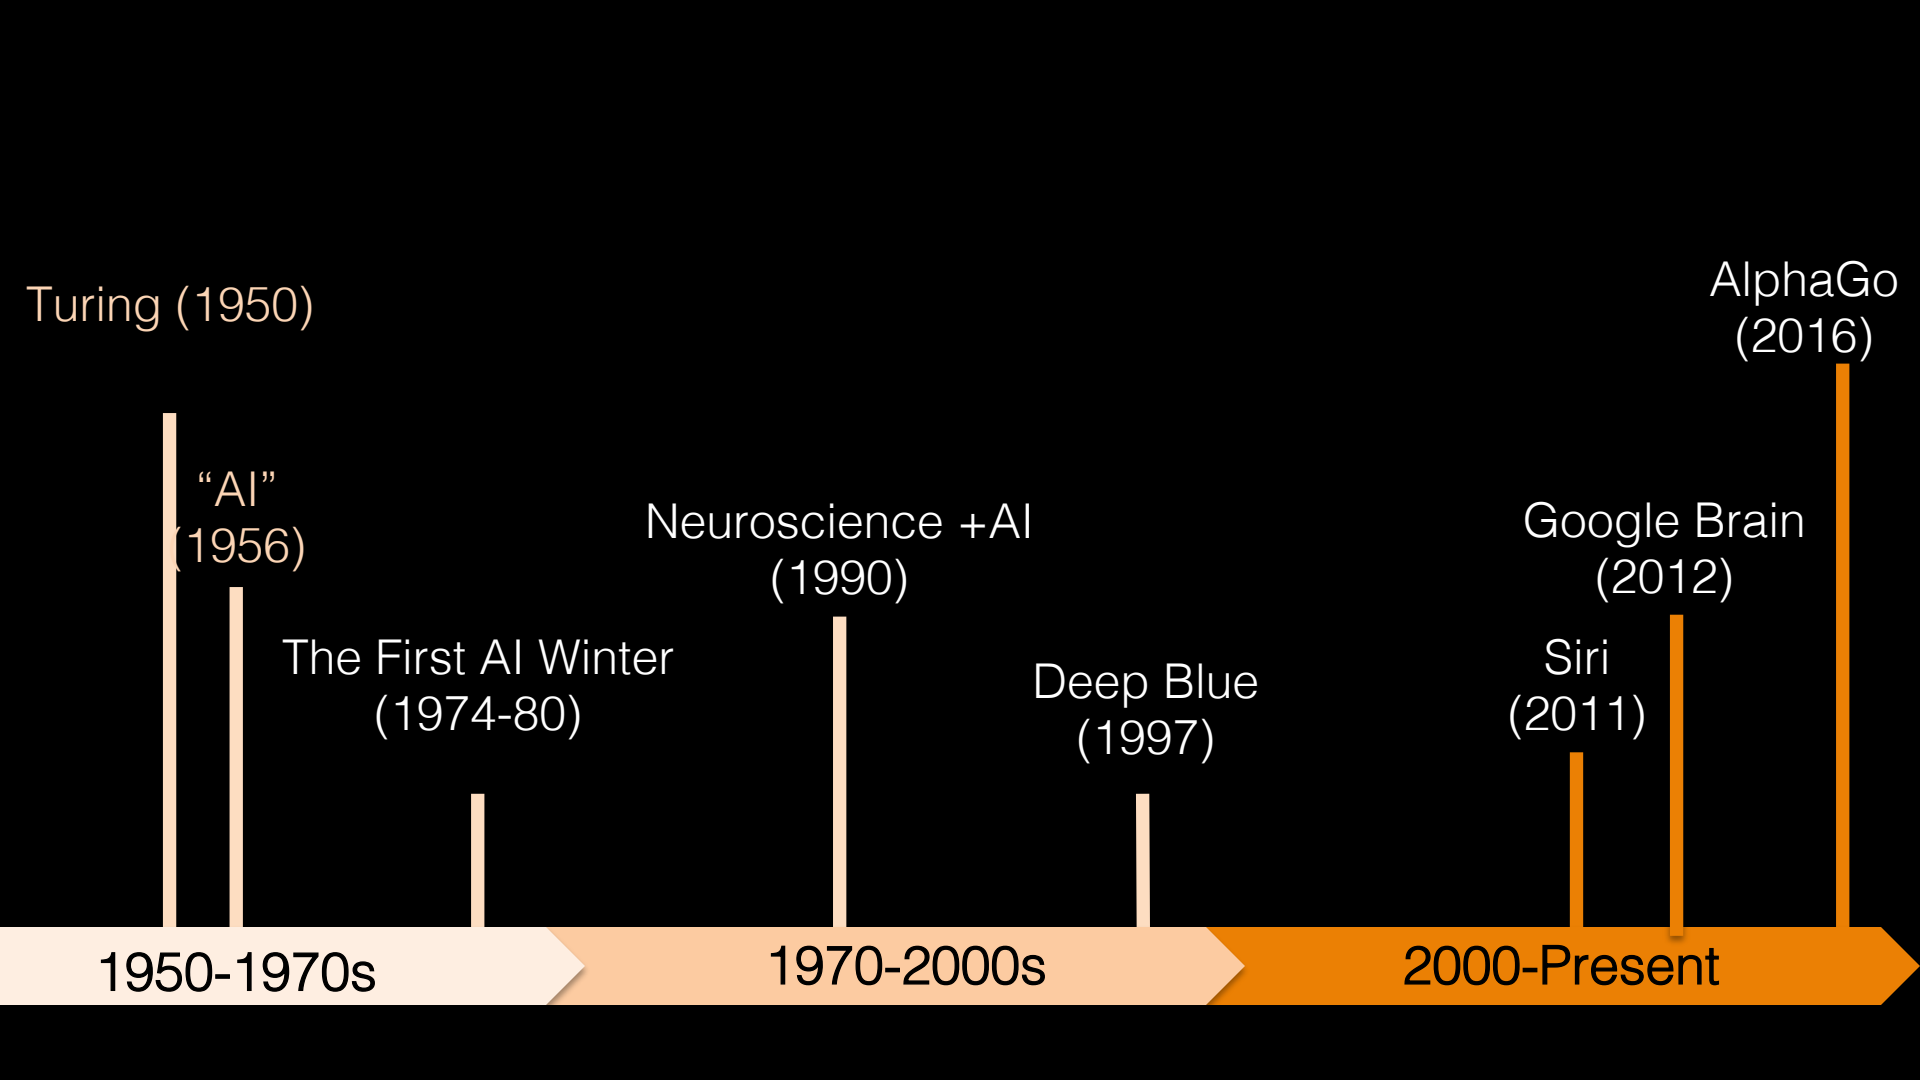 Turing (1950)
“AI”
(1956)
The First AI Winter
(1974-80)
Neuroscience +AI
(1990)
Deep Blue
(1997)
Siri
(2011)
Google Brain
(2012)
AlphaGo
(2016)
1950-1970s
1970-2000s
2000-Present